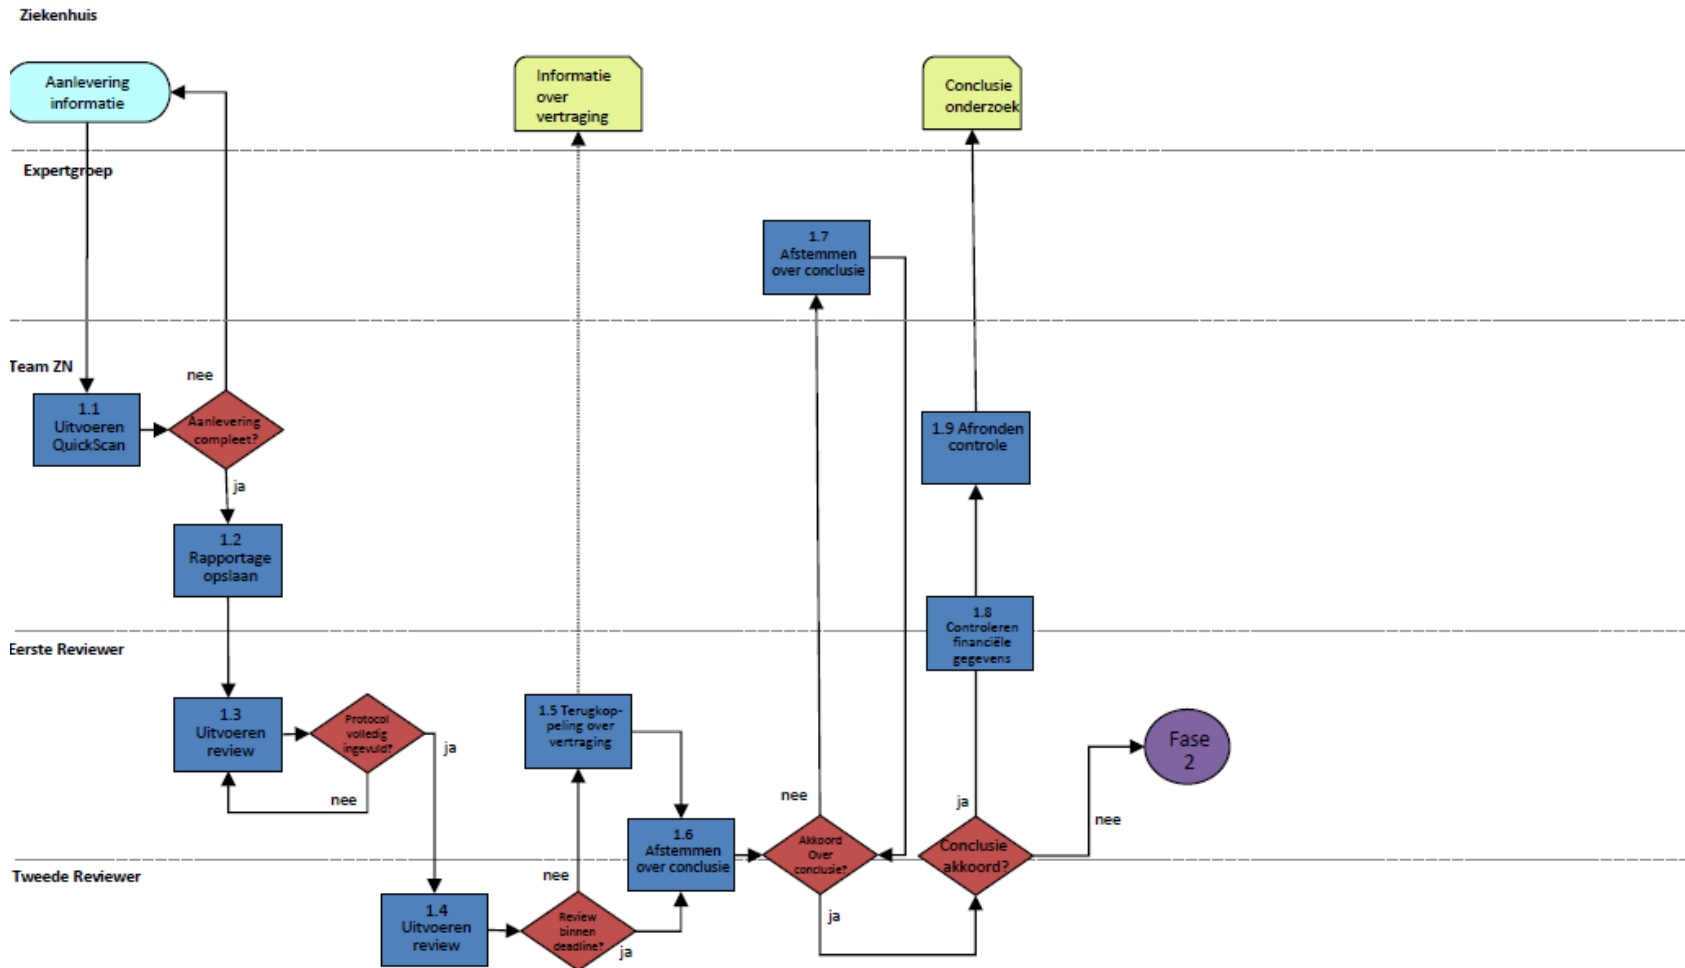 Ziekenhuis
Aanlevering
informatie
Informatie
over
vertraging
Conclusie
onderzoek
Expertgroep
1.7
Afstemmen
over conclusie
Team ZN
nee
1.1
Uitvoeren
QuickScan
Aanlevering
compleet?
1.9 Afronden
controle
ja
1.2
Rapportage
opslaan
1.8
Controleren
financiële
gegevens
Eerste Reviewer
1.3
Uitvoeren
review
Protocol
volledig
ingevuld?
ja
nee
1.5 Terugkop-
peling over
vertraging
Fase
2
nee
ja
nee
1.6
Afstemmen
over conclusie
Akkoord
Over
conclusie?
Conclusie
akkoord?
Tweede Reviewer
nee
1.4
Uitvoeren
review
Review
binnen
deadline?
ja
ja